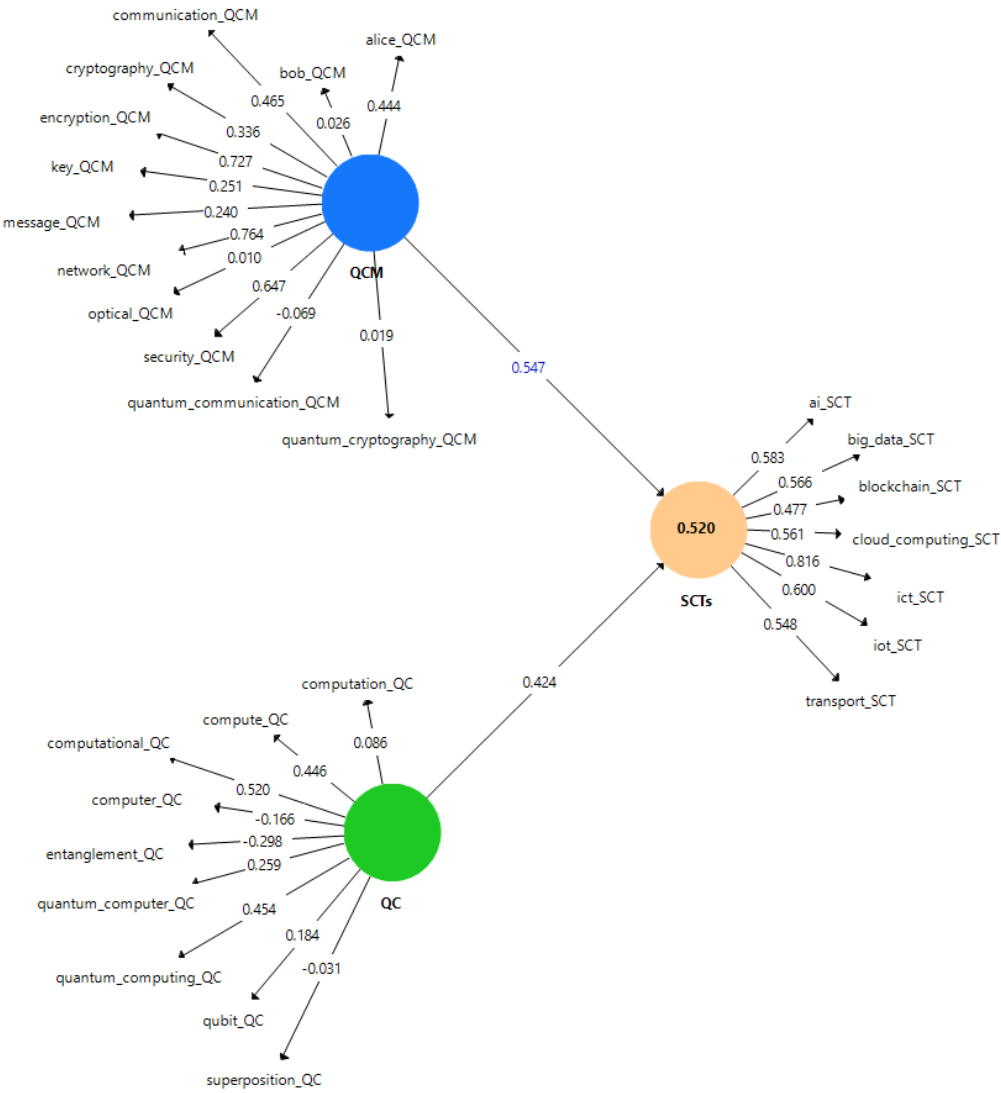 communication_QCM
alice_QCM
cryptography_QCM
bob_QCM
0.465
0.444
encryption_QCM
0.026
0.336
key_QCM
0.727
0.251
message_QCM
0.240
0.764
network_QCM
0.010
QCM
optical_QCM
0.647
-0.069
0.019
security_QCM
0.547
quantum_communication_QCM
quantum_cryptography_QCM
ai_SCT
0.583
big_data_SCT
0.566
blockchain_SCT
0.477
0.520
0.561
cloud_computing_SCT
0.816
SCTs
0.600
ict_SCT
0.548
iot_SCT
transport_SCT
0.424
computation_QC
compute_QC
computational_QC
0.086
0.446
0.520
computer_QC
-0.166
-0.298
entanglement_QC
0.259
quantum_computer_QC
QC
0.454
0.184
-0.031
quantum_computing_QC
qubit_QC
superposition_QC